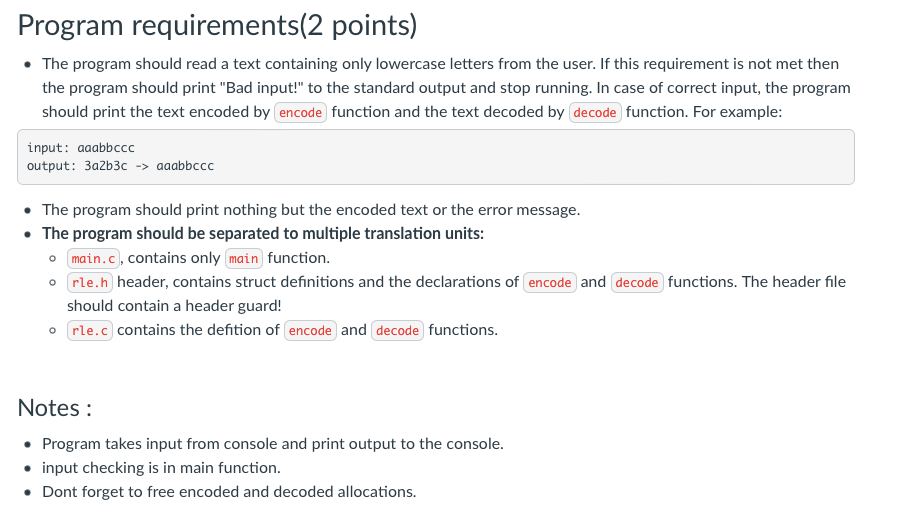 Program requirements(2 points)
The program should read a text containing only lowercase letters from the user. If this requirement is not met then
the program should print "Bad input!" to the standard output and stop running. In case of correct input, the program
should print the text encoded by encode function and the text decoded by decode function. For example:
input: aaabbccc
output: 3a2b3c -> aaabbccc
The program should print nothing but the encoded text or the error message.
The program should be separated to multiple translation units:
main.c, contains only main function.
rle.h header, contains struct definitions and the declarations of encode and decode functions. The header file
should contain a header guard!
rle.c contains the defition of encode and decode functions.
Notes :
Program takes input from console and print output to the console.
input checking is in main function.
Dont forget to free encoded and decoded allocations.